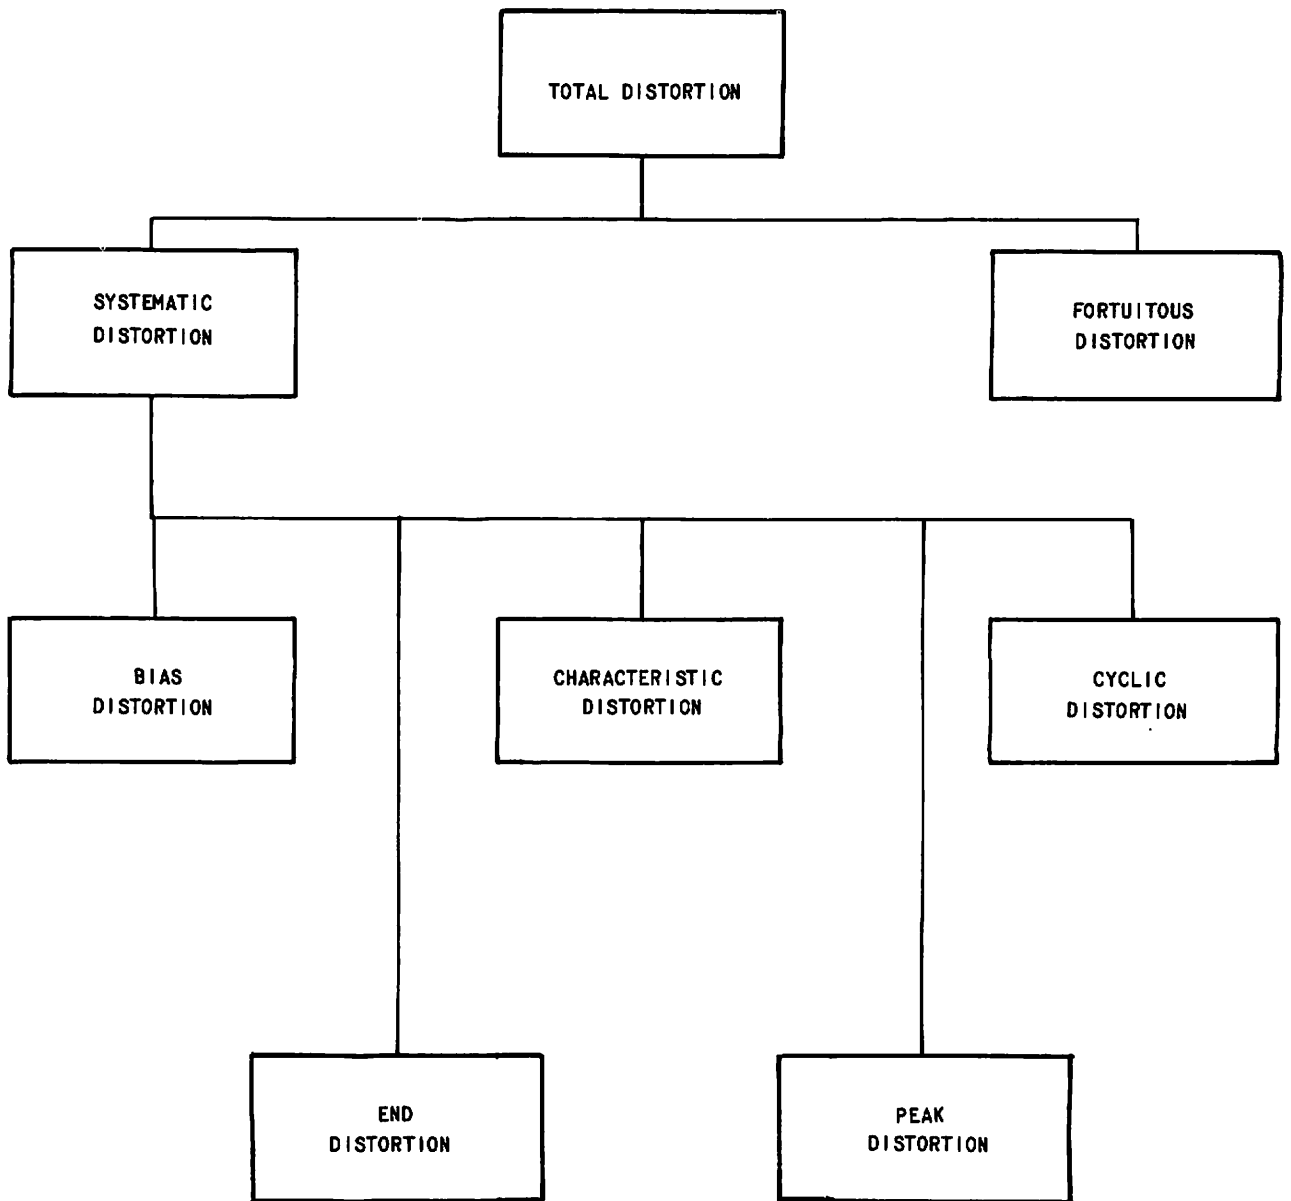 TOTAL DISTORTION
SYSTEMATIC
DISTORTION
FORTUITOUS
DISTORTION
BIAS
DISTORTION
CHARACTERISTIC
DISTORTION
CYCLIC
DISTORTION
END
DISTORTION
PEAK
DISTORTION